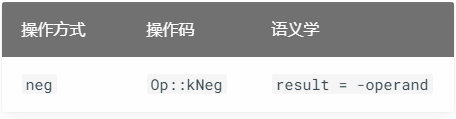 操作方式 操作码 语义学
neg Op::kNeg result = -operand